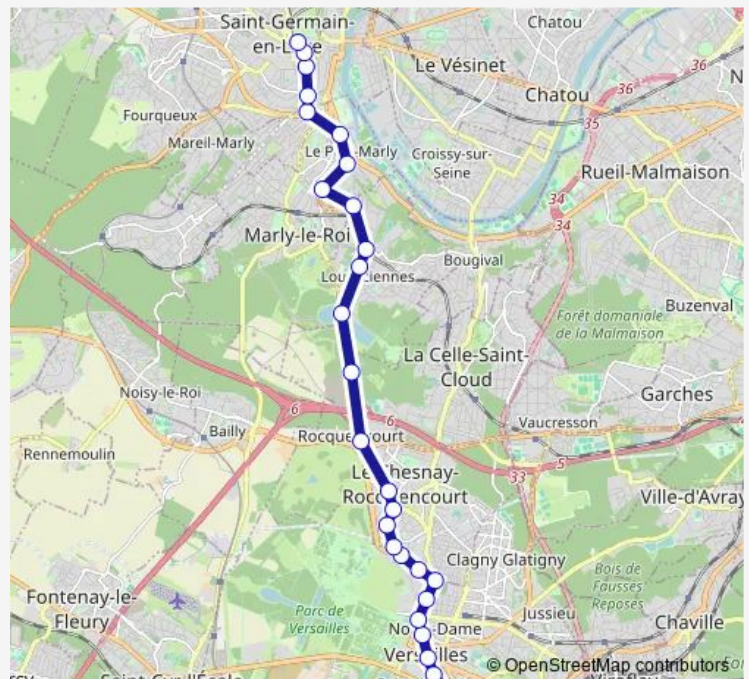 Saint-Germain-
en-Laye
Chatou
Le Vésinet
36
36
Chatou
35
Fourqueux
Mareil-Marly
Marly
Croissy-sur-
Seine
Rueil-Malmaison
34
34
Marly-le-Roi
Bougival
Buzenval
Forêt domaniale
de la Malmaison
La Celle-Saint-
Cloud
Garches
Noisy-le-Roi
6
6
Vaucresson
Bailly
5
Rennemoulin
33
Ville-d'Avray
Clagny Glatigny
Bois de
Fausses
Reposes
Fontenay-le-
Fleury
Parc de
Versailles
Jussieu
Chaville
© OpenStreetMap contributors